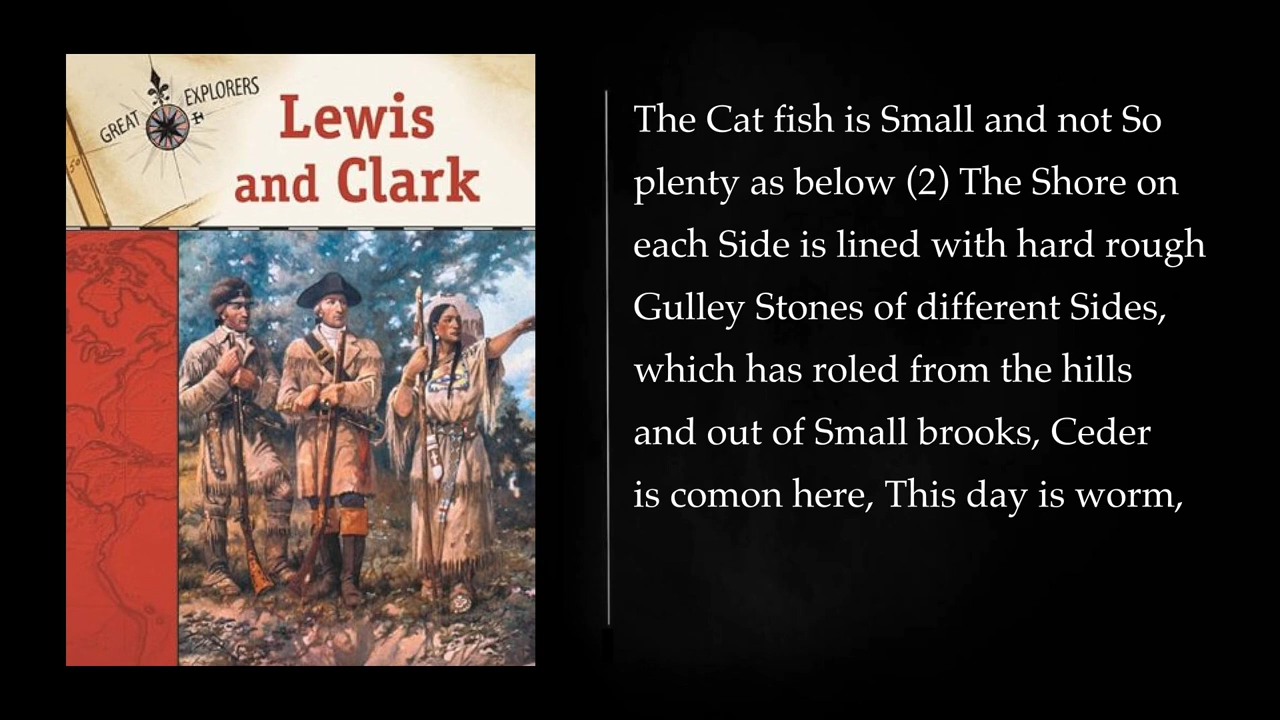 GREAT EXPLORERS
Lewis
and Clark
The Cat fish is Small and not So
plenty as below (2) The Shore on
each Side is lined with hard rough
Gulley Stones of different Sides,
which has roled from the hills
and out of Small brooks, Ceder
is comon here, This day is worm,